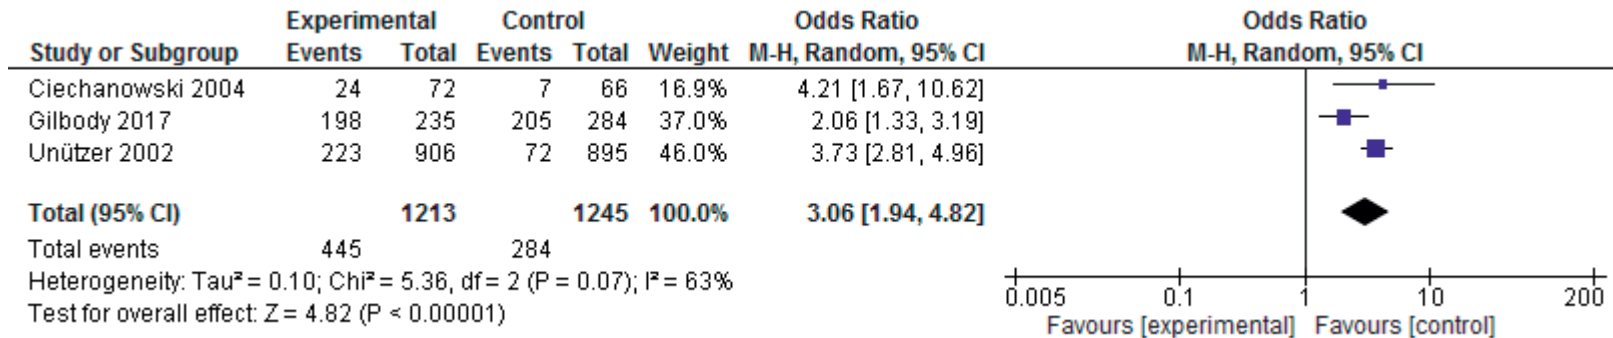 Experimental Control Odds Ratio Odds Ratio
Study or Subgroup Events Total Events Total Weight M-H, Random, 95% CI M-H, Random, 95% CI
Ciechanowski 2004 24 72 7 66 16.9% 4.21 [1.67, 10.62]
Gilbody 2017 198 235 205 284 37.0% 2.06 [1.33, 3.19]
Unützer 2002 223 906 72 895 46.0% 3.73 [2.81, 4.96]
Total (95% CI) 1213 1245 100.0% 3.06 [1.94, 4.82]
Total events 445 284
Heterogeneity: Tau² = 0.10; Chi² = 5.36, df = 2 (P = 0.07); I² = 63%
Test for overall effect: Z = 4.82 (P < 0.00001)
0.005 0.1 1 10 200
Favours [experimental] Favours [control]